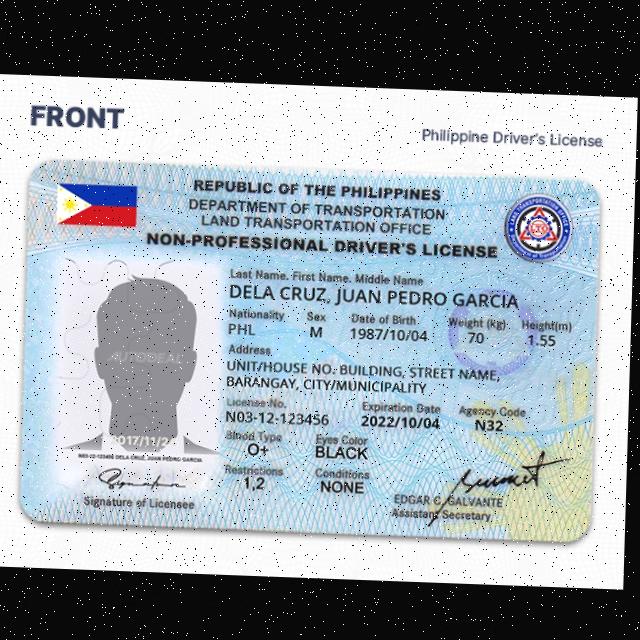 FRONT
Philippine Driver's License
REPUBLIC OF THE PHILIPPINES
DEPARTMENT OF TRANSPORTATION
LAND TRANSPORTATION OFFICE
NON-PROFESSIONAL DRIVER'S LICENSE
Last Name. First Name. Middle Name
DELA CRUZ, JUAN PEDRO GARCIA
Nationality Sex Date of Birth Weight (Kg). Height(m)
PHL M 1987/10/04 70 1.55
Address
UNIT/HOUSE NO. BUILDING, STREET NAME,
BARANGAY, CITY/MUNICIPALITY
License No. Expiration Date Agency Code
N03-12-123456 2022/10/04 N32
Blood Type Eyes Color
O+ BLACK
Restrictions Conditions
1,2 NONE
AUTODEAL
2017/11/24
N03-12-123456 DELA CRUZ, JUAN PEDRO GARCIA
Signature of Licensee
EDGAR C. GALVANTE
Assistant Secretary